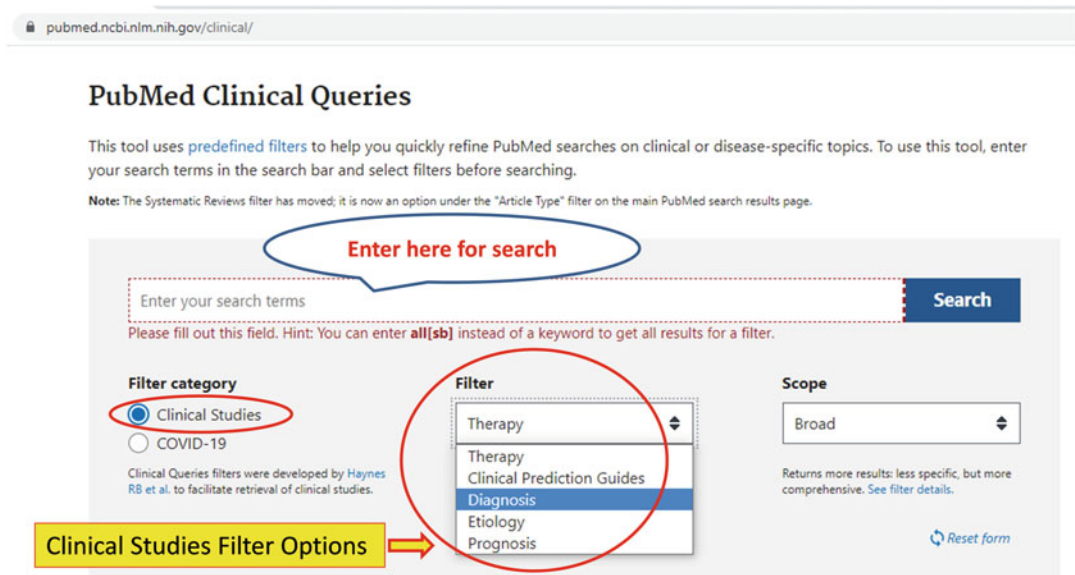 pubmed.ncbi.nlm.nih.gov/clinical/
PubMed Clinical Queries
This tool uses predefined filters to help you quickly refine PubMed searches on clinical or disease-specific topics. To use this tool, enter
your search terms in the search bar and select filters before searching.
Note: The Systematic Reviews filter has moved; it is now an option under the "Article Type" filter on the main PubMed search results page.
Enter here for search
Enter your search terms
Search
Please fill out this field. Hint: You can enter all[sb] instead of a keyword to get all results for a filter.
Filter category
Clinical Studies
COVID-19
Clinical Queries filters were developed by Haynes
RB et al. to facilitate retrieval of clinical studies.
Filter
Therapy
Therapy
Clinical Prediction Guides
Diagnosis
Etiology
Prognosis
Scope
Broad
Returns more results: less specific, but more
comprehensive. See filter details.
Clinical Studies Filter Options
Reset form